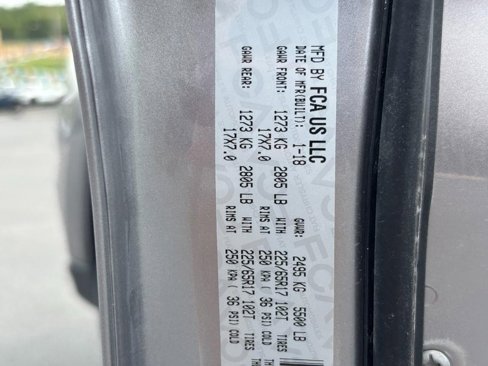 MFD BY FCA US LLC
DATE OF MFR(BUILT): 1-18 GVWR: 2495 KG 5500 LB
GAWR FRONT: 1273 KG 2805 LB WITH 225/65R17 102T TIRES
17X7.0 RIMS AT 250 KPA ( 36 PSI) COLD
GAWR REAR: 1273 KG 2805 LB WITH 225/65R17 102T TIRES
17X7.0 RIMS AT 250 KPA ( 36 PSI) COLD